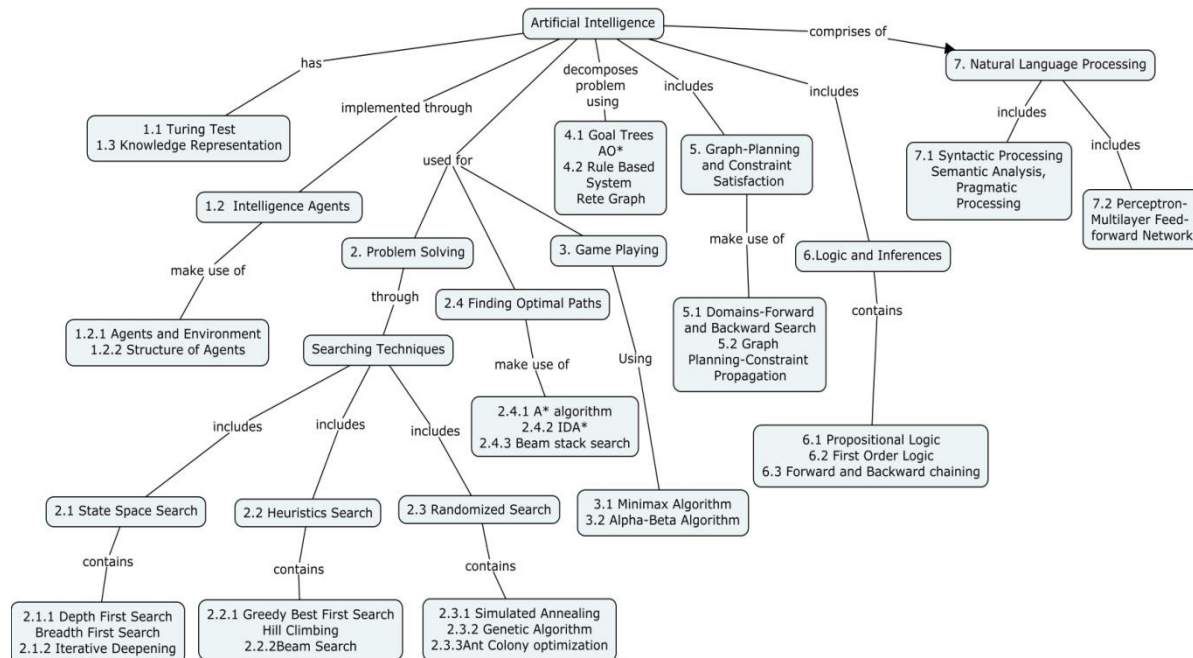 Artificial Intelligence
comprises of
has
decomposes
problem
using
7. Natural Language Processing
implemented through
includes
includes
includes
1.1 Turing Test
1.3 Knowledge Representation
4.1 Goal Trees
AO*
4.2 Rule Based
System
Rete Graph
used for
5. Graph-Planning
and Constraint
Satisfaction
7.1 Syntactic Processing
Semantic Analysis,
Pragmatic
Processing
includes
7.2 Perceptron-
Multilayer Feed-
forward Network
1.2 Intelligence Agents
make use of
2. Problem Solving
3. Game Playing
make use of
6.Logic and Inferences
through
2.4 Finding Optimal Paths
contains
1.2.1 Agents and Environment
1.2.2 Structure of Agents
5.1 Domains-Forward
and Backward Search
5.2 Graph
Planning-Constraint
Propagation
Searching Techniques
make use of
Using
includes
includes
includes
2.4.1 A* algorithm
2.4.2 IDA*
2.4.3 Beam stack search
6.1 Propositional Logic
6.2 First Order Logic
6.3 Forward and Backward chaining
2.1 State Space Search
2.2 Heuristics Search
2.3 Randomized Search
3.1 Minimax Algorithm
3.2 Alpha-Beta Algorithm
contains
contains
contains
2.1.1 Depth First Search
Breadth First Search
2.1.2 Iterative Deepening
2.2.1 Greedy Best First Search
Hill Climbing
2.2.2Beam Search
2.3.1 Simulated Annealing
2.3.2 Genetic Algorithm
2.3.3Ant Colony optimization